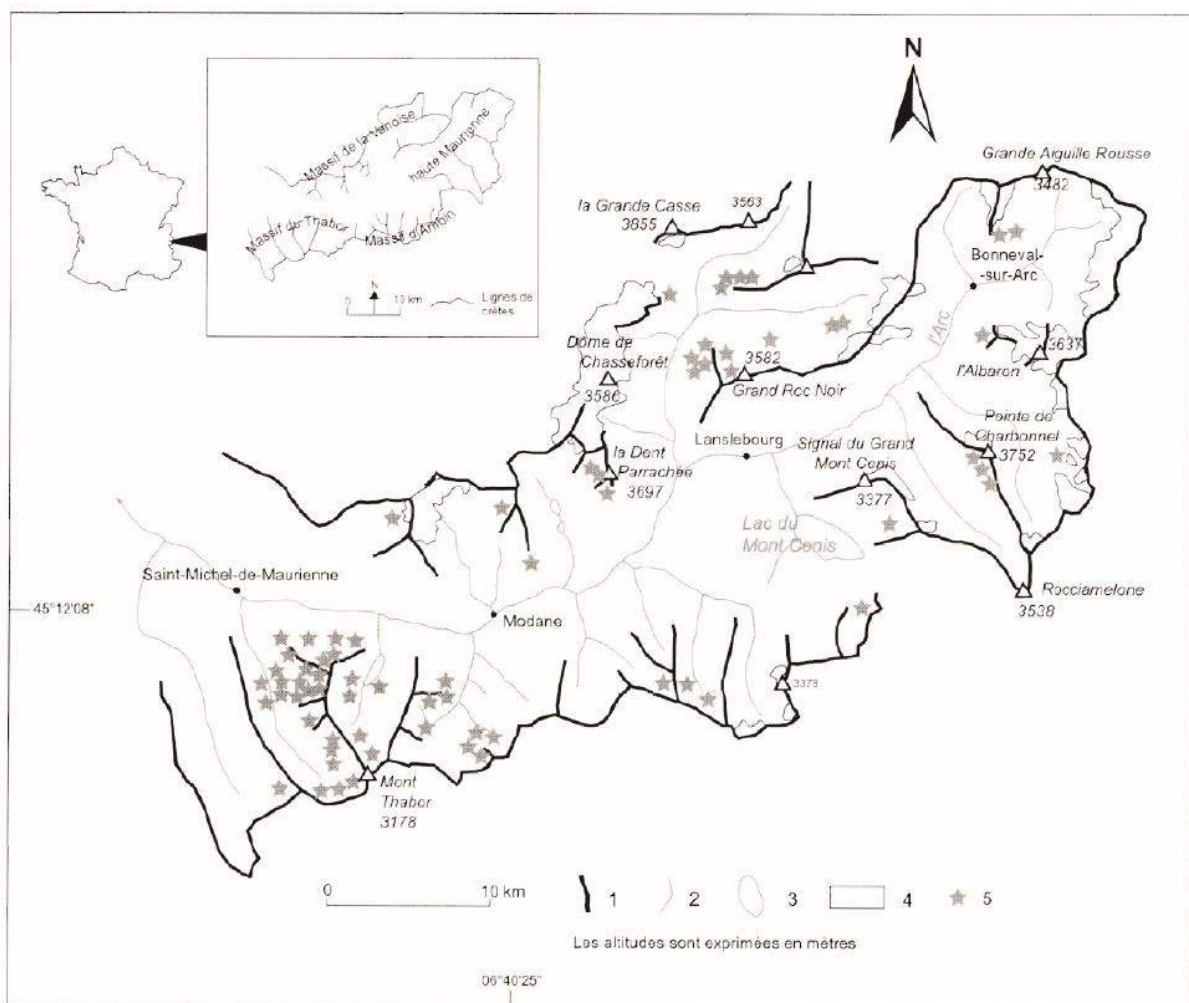 N
Massif de la Vanoise
haute Maurienne
Massif du Thabor
Massif d'Ambin
N
0 10 km
Lignes de
crêtes
Grande Aiguille Rousse
3482
la Grande Casse
3855
3563
Bonneval-
-sur-Arc
l'Arc
Dôme de
Chasseforêt
3586
3582
Grand Roc Noir
3637
l'Albaron
Pointe de
Charbonnel
3752
Lanslebourg
Signal du Grand
Mont Cenis
3377
la Dent
Parrachée
3697
Lac du
Mont Cenis
Saint-Michel-de-Maurienne
45°12'08"
Modane
Rocciamelone
3538
3378
Mont
Thabor
3178
0 10 km
1 2 3 4 5
Les altitudes sont exprimées en mètres
06°40'25"